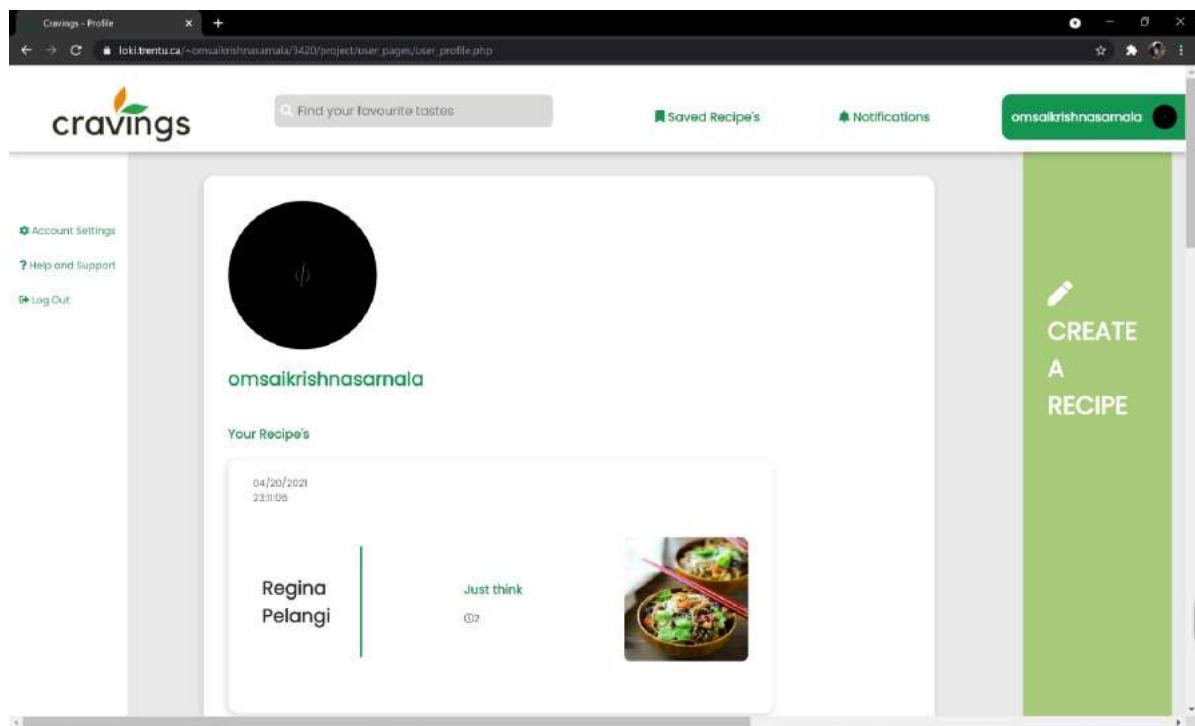 Cravings - Profile
loki.trentu.ca/~omsaikrishnasarnala/3420/project/user_pages/user_profile.php
cravings
Find your favourite tastes
Saved Recipe's
Notifications
omsaikrishnasarnala
Account Settings
? Help and Support
Log Out
omsaikrishnasarnala
Your Recipe's
04/20/2021
23:11:06
Regina
Pelangi
Just think
2
CREATE
A
RECIPE